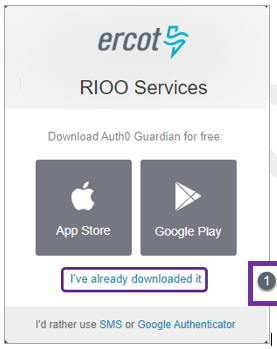 ercot
RIOO Services
Download Auth0 Guardian for free:
App Store
Google Play
I've already downloaded it
1
I'd rather use SMS or Google Authenticator